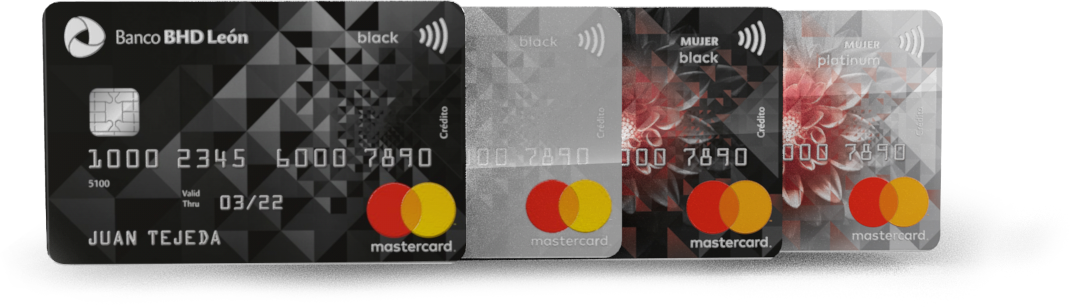 Banco BHD León
black
Crédito
1000 2345 6000 7890
5100
Valid
Thru
03/22
JUAN TEJEDA
mastercard.
black
Crédito
00 7890
mastercard.
MUJER
black
Crédito
000 7890
mastercard.
MUJER
platinum
Crédito
000 7890
mastercard.